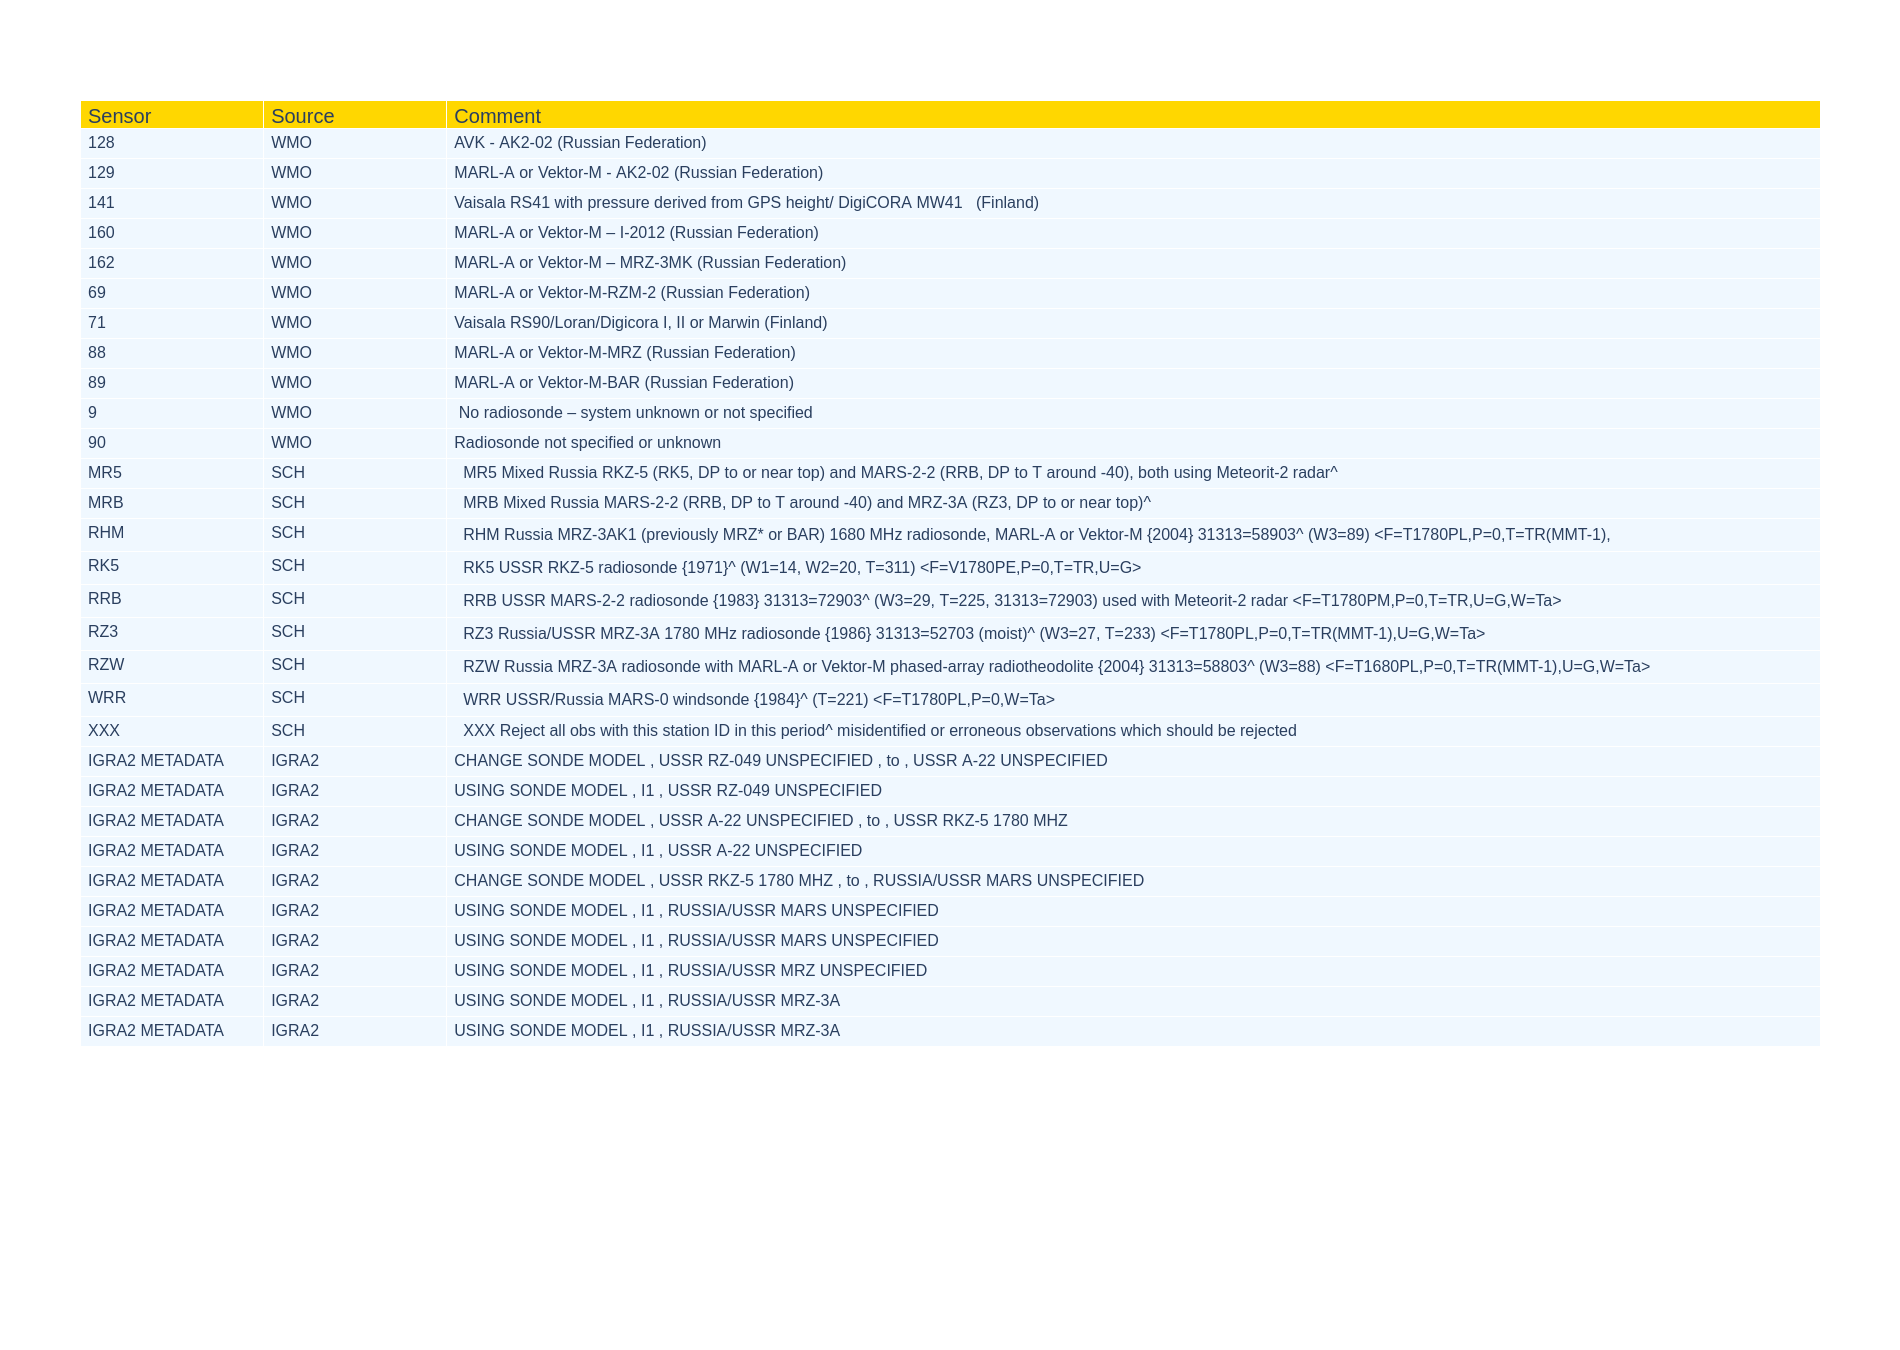 Sensor Source Comment
128 WMO AVK - AK2-02 (Russian Federation)
129 WMO MARL-A or Vektor-M - AK2-02 (Russian Federation)
141 WMO Vaisala RS41 with pressure derived from GPS height/ DigiCORA MW41   (Finland)
160 WMO MARL-A or Vektor-M – I-2012 (Russian Federation)
162 WMO MARL-A or Vektor-M – MRZ-3MK (Russian Federation)
69 WMO MARL-A or Vektor-M-RZM-2 (Russian Federation)
71 WMO Vaisala RS90/Loran/Digicora I, II or Marwin (Finland)
88 WMO MARL-A or Vektor-M-MRZ (Russian Federation)
89 WMO MARL-A or Vektor-M-BAR (Russian Federation)
9 WMO No radiosonde – system unknown or not specified
90 WMO Radiosonde not specified or unknown
MR5 SCH MR5 Mixed Russia RKZ-5 (RK5, DP to or near top) and MARS-2-2 (RRB, DP to T around -40), both using Meteorit-2 radar^
MRB SCH MRB Mixed Russia MARS-2-2 (RRB, DP to T around -40) and MRZ-3A (RZ3, DP to or near top)^
RHM SCH RHM Russia MRZ-3AK1 (previously MRZ* or BAR) 1680 MHz radiosonde, MARL-A or Vektor-M {2004} 31313=58903^ (W3=89) <F=T1780PL,P=0,T=TR(MMT-1),
RK5 SCH RK5 USSR RKZ-5 radiosonde {1971}^ (W1=14, W2=20, T=311) <F=V1780PE,P=0,T=TR,U=G>
RRB SCH RRB USSR MARS-2-2 radiosonde {1983} 31313=72903^ (W3=29, T=225, 31313=72903) used with Meteorit-2 radar <F=T1780PM,P=0,T=TR,U=G,W=Ta>
RZ3 SCH RZ3 Russia/USSR MRZ-3A 1780 MHz radiosonde {1986} 31313=52703 (moist)^ (W3=27, T=233) <F=T1780PL,P=0,T=TR(MMT-1),U=G,W=Ta>
RZW SCH RZW Russia MRZ-3A radiosonde with MARL-A or Vektor-M phased-array radiotheodolite {2004} 31313=58803^ (W3=88) <F=T1680PL,P=0,T=TR(MMT-1),U=G,W=Ta>
WRR SCH WRR USSR/Russia MARS-0 windsonde {1984}^ (T=221) <F=T1780PL,P=0,W=Ta>
XXX SCH XXX Reject all obs with this station ID in this period^ misidentified or erroneous observations which should be rejected
IGRA2 METADATA IGRA2 CHANGE SONDE MODEL , USSR RZ-049 UNSPECIFIED , to , USSR A-22 UNSPECIFIED
IGRA2 METADATA IGRA2 USING SONDE MODEL , I1 , USSR RZ-049 UNSPECIFIED
IGRA2 METADATA IGRA2 CHANGE SONDE MODEL , USSR A-22 UNSPECIFIED , to , USSR RKZ-5 1780 MHZ
IGRA2 METADATA IGRA2 USING SONDE MODEL , I1 , USSR A-22 UNSPECIFIED
IGRA2 METADATA IGRA2 CHANGE SONDE MODEL , USSR RKZ-5 1780 MHZ , to , RUSSIA/USSR MARS UNSPECIFIED
IGRA2 METADATA IGRA2 USING SONDE MODEL , I1 , RUSSIA/USSR MARS UNSPECIFIED
IGRA2 METADATA IGRA2 USING SONDE MODEL , I1 , RUSSIA/USSR MARS UNSPECIFIED
IGRA2 METADATA IGRA2 USING SONDE MODEL , I1 , RUSSIA/USSR MRZ UNSPECIFIED
IGRA2 METADATA IGRA2 USING SONDE MODEL , I1 , RUSSIA/USSR MRZ-3A
IGRA2 METADATA IGRA2 USING SONDE MODEL , I1 , RUSSIA/USSR MRZ-3A